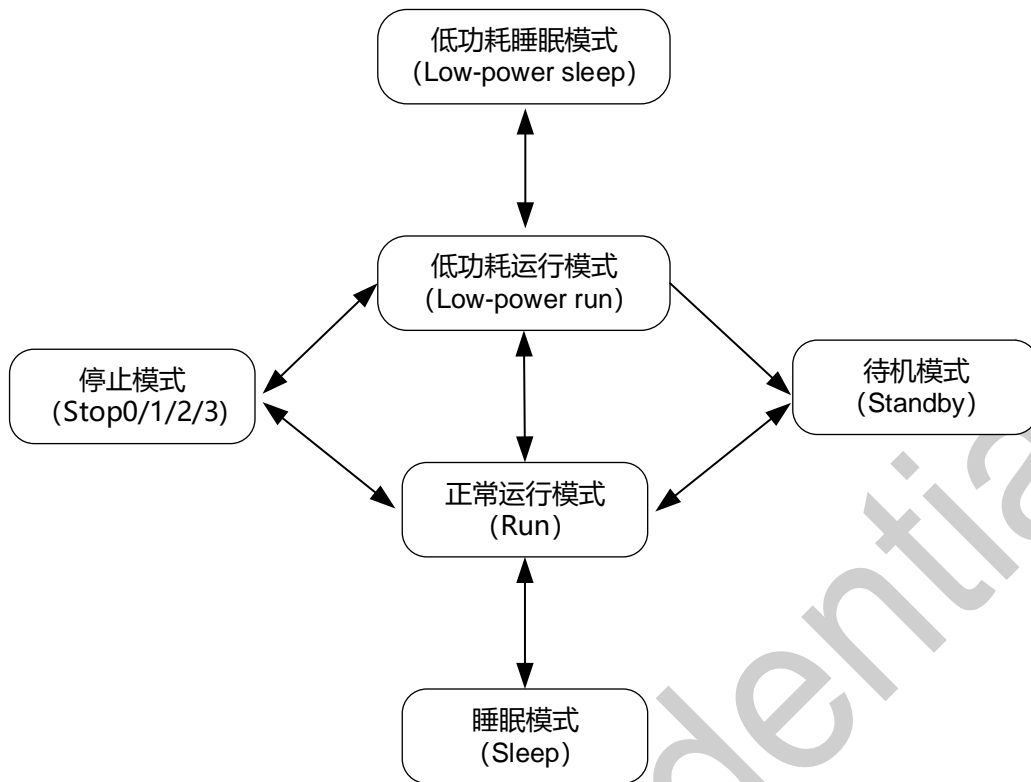 低功耗睡眠模式
（Low-power sleep）
低功耗运行模式
（Low-power run）
停止模式
（Stop0/1/2/3）
待机模式
（Standby）
正常运行模式
（Run）
睡眠模式
（Sleep）
dentia